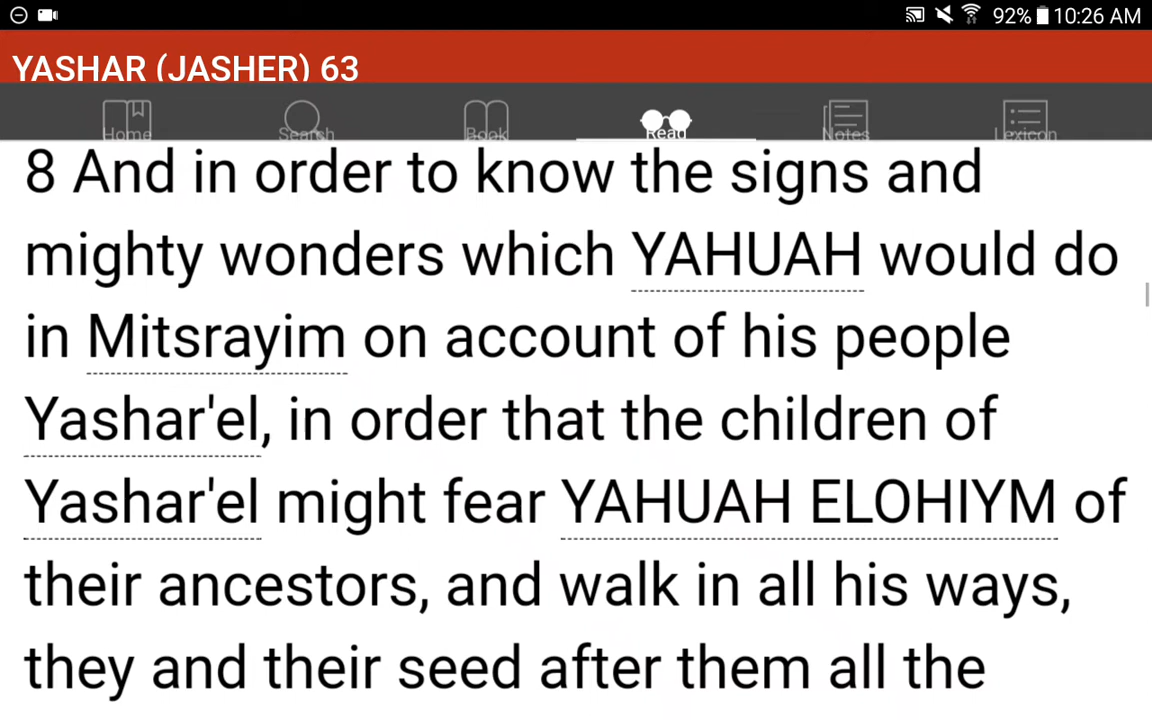 92% 10:26 AM
YASHAR (JASHER) 63
Home Search Book Read Notes Lexicon
8 And in order to know the signs and
mighty wonders which YAHUAH would do
in Mitsrayim on account of his people
Yashar'el, in order that the children of
Yashar'el might fear YAHUAH ELOHIYM of
their ancestors, and walk in all his ways,
they and their seed after them all the